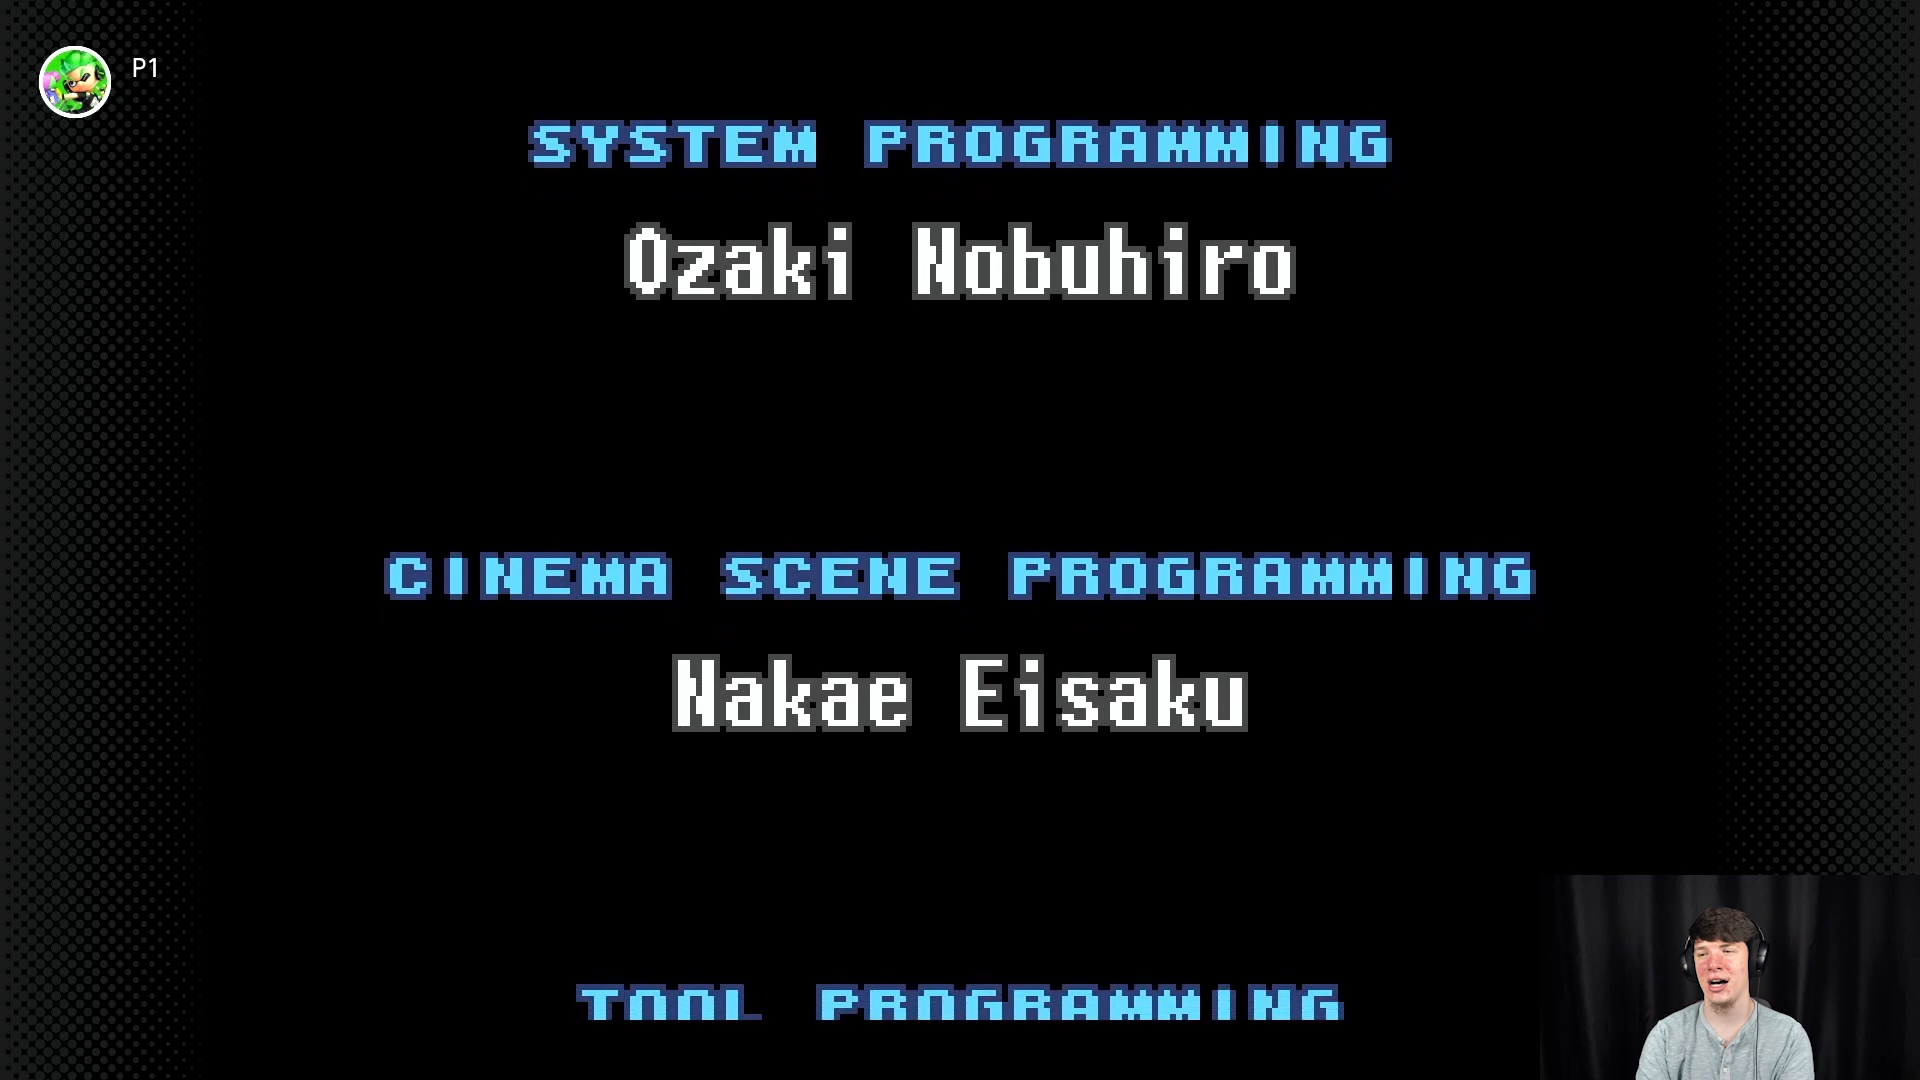 P1
SYSTEM PROGRAMMING
Ozaki Nobuhiro
CINEMA SCENE PROGRAMMING
Nakae Eisaku
TOOL PROGRAMMING